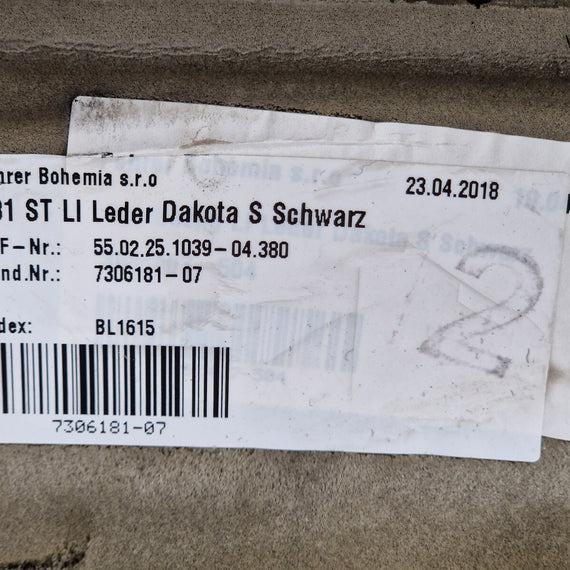 hrer Bohemia s.r.o
23.04.2018
31 ST LI Leder Dakota S Schwarz
F-Nr.: 55.02.25.1039-04.380
nd.Nr.: 7306181-07
dex: BL1615
7306181-07
2